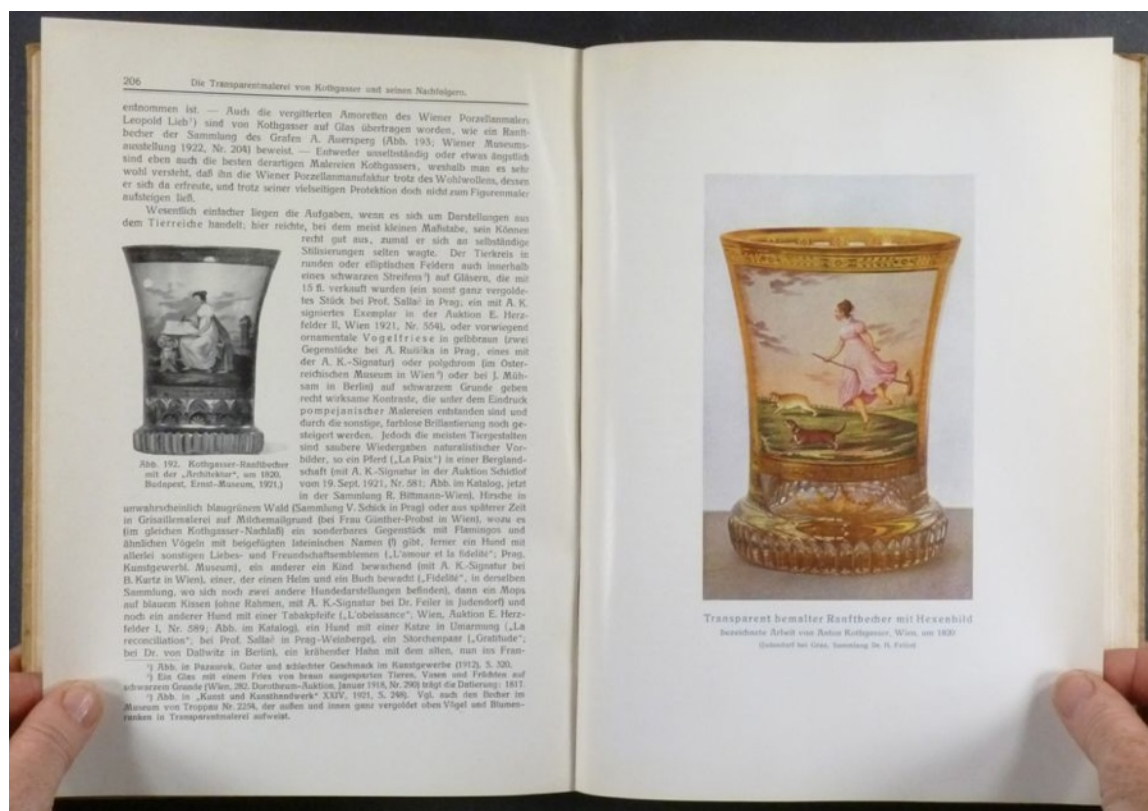 206
Die Transparentmalerei von Kothgasser und seinen Nachfolgern.
entnommen ist. — Auch die vergitterten Amoretten des Wiener Porzellanmalers
Leopold Lieb¹) sind von Kothgasser auf Glas übertragen worden, wie ein Ranft-
becher der Sammlung des Grafen A. Auersperg (Abb. 193; Wiener Museums-
ausstellung 1922, Nr. 204) beweist. — Entweder unselbständig oder etwas ängstlich
sind eben auch die besten derartigen Malereien Kothgassers, weshalb man es sehr
wohl versteht, daß ihn die Wiener Porzellanmanufaktur trotz des Wohlwollens, dessen
er sich da erfreute, und trotz seiner vielseitigen Protektion doch nicht zum Figurenmaler
aufsteigen ließ.
Wesentlich einfacher liegen die Aufgaben, wenn es sich um Darstellungen aus
dem Tierreiche handelt; hier reichte, bei dem meist kleinen Maßstabe, sein Können
recht gut aus, zumal er sich an selbständige
Stilisierungen selten wagte. Der Tierkreis in
runden oder elliptischen Feldern auch innerhalb
eines schwarzen Streifens²) auf Gläsern, die mit
15 fl. verkauft wurden (ein sonst ganz vergolde-
tes Stück bei Prof. Sallač in Prag; ein mit A. K.
signiertes Exemplar in der Auktion E. Herz-
felder II, Wien 1921, Nr. 554), oder vorwiegend
ornamentale Vogelfriese in gelbbraun (zwei
Gegenstücke bei A. Ružička in Prag, eines mit
der A. K.-Signatur) oder polychrom (im Öster-
reichischen Museum in Wien³) oder bei J. Müh-
sam in Berlin) auf schwarzem Grunde geben
recht wirksame Kontraste, die unter dem Eindruck
pompejanischer Malereien entstanden sind und
durch die sonstige, farblose Brillantierung noch ge-
steigert werden. Jedoch die meisten Tiergestalten
sind saubere Wiedergaben naturalistischer Vor-
bilder, so ein Pferd („La Paix“) in einer Bergland-
schaft (mit A. K.-Signatur in der Auktion Schidlof
vom 19. Sept. 1921, Nr. 581; Abb. im Katalog, jetzt
in der Sammlung R. Bittmann-Wien), Hirsche in
unwahrscheinlich blaugrünem Wald (Sammlung V. Schick in Prag) oder aus späterer Zeit
in Grisaillemalerei auf Milchemailgrund (bei Frau Günther-Probst in Wien), wozu es
(im gleichen Kothgasser-Nachlaß) ein sonderbares Gegenstück mit Flamingos und
ähnlichen Vögeln mit beigefügten lateinischen Namen (!) gibt, ferner ein Hund mit
allerlei sonstigen Liebes- und Freundschaftsemblemen („L'amour et la fidelité“; Prag,
Kunstgewerbl. Museum), ein anderer ein Kind bewachend (mit A. K.-Signatur bei
B. Kurtz in Wien), einer, der einen Helm und ein Buch bewacht („Fidelité“, in derselben
Sammlung, wo sich noch zwei andere Hundedarstellungen befinden), dann ein Mops
auf blauem Kissen (ohne Rahmen, mit A. K.-Signatur bei Dr. Feiler in Judendorf) und
noch ein anderer Hund mit einer Tabakpfeife („L'obeissance“; Wien, Auktion E. Herz-
felder I, Nr. 589; Abb. im Katalog), ein Hund mit einer Katze in Umarmung („La
reconciliation“; bei Prof. Sallač in Prag-Weinberge), ein Storchenpaar („Gratitude“;
bei Dr. von Dallwitz in Berlin), ein krähender Hahn mit dem alten, nun ins Fran-
¹) Abb. in Pazaurek, Guter und schlechter Geschmack im Kunstgewerbe (1912), S. 320.
²) Ein Glas mit einem Fries von braun ausgesparten Tieren, Vasen und Früchten auf
schwarzem Grunde (Wien, 282. Dorotheum-Auktion, Januar 1918, Nr. 290) trägt die Datierung: 1817.
³) Abb. in „Kunst und Kunsthandwerk“ XXIV, 1921, S. 248). Vgl. auch den Becher im
Museum von Troppau Nr. 2254, der außen und innen ganz vergoldet oben Vögel und Blumen-
ranken in Transparentmalerei aufweist.
Abb. 192. Kothgasser-Ranftbecher
mit der „Architektur“, um 1820.
Budapest, Ernst-Museum, 1921.)
Transparent bemalter Ranftbecher mit Hexenbild
bezeichnete Arbeit von Anton Kothgasser, Wien, um 1830
(Judendorf bei Graz, Sammlung Dr. H. Feiler)